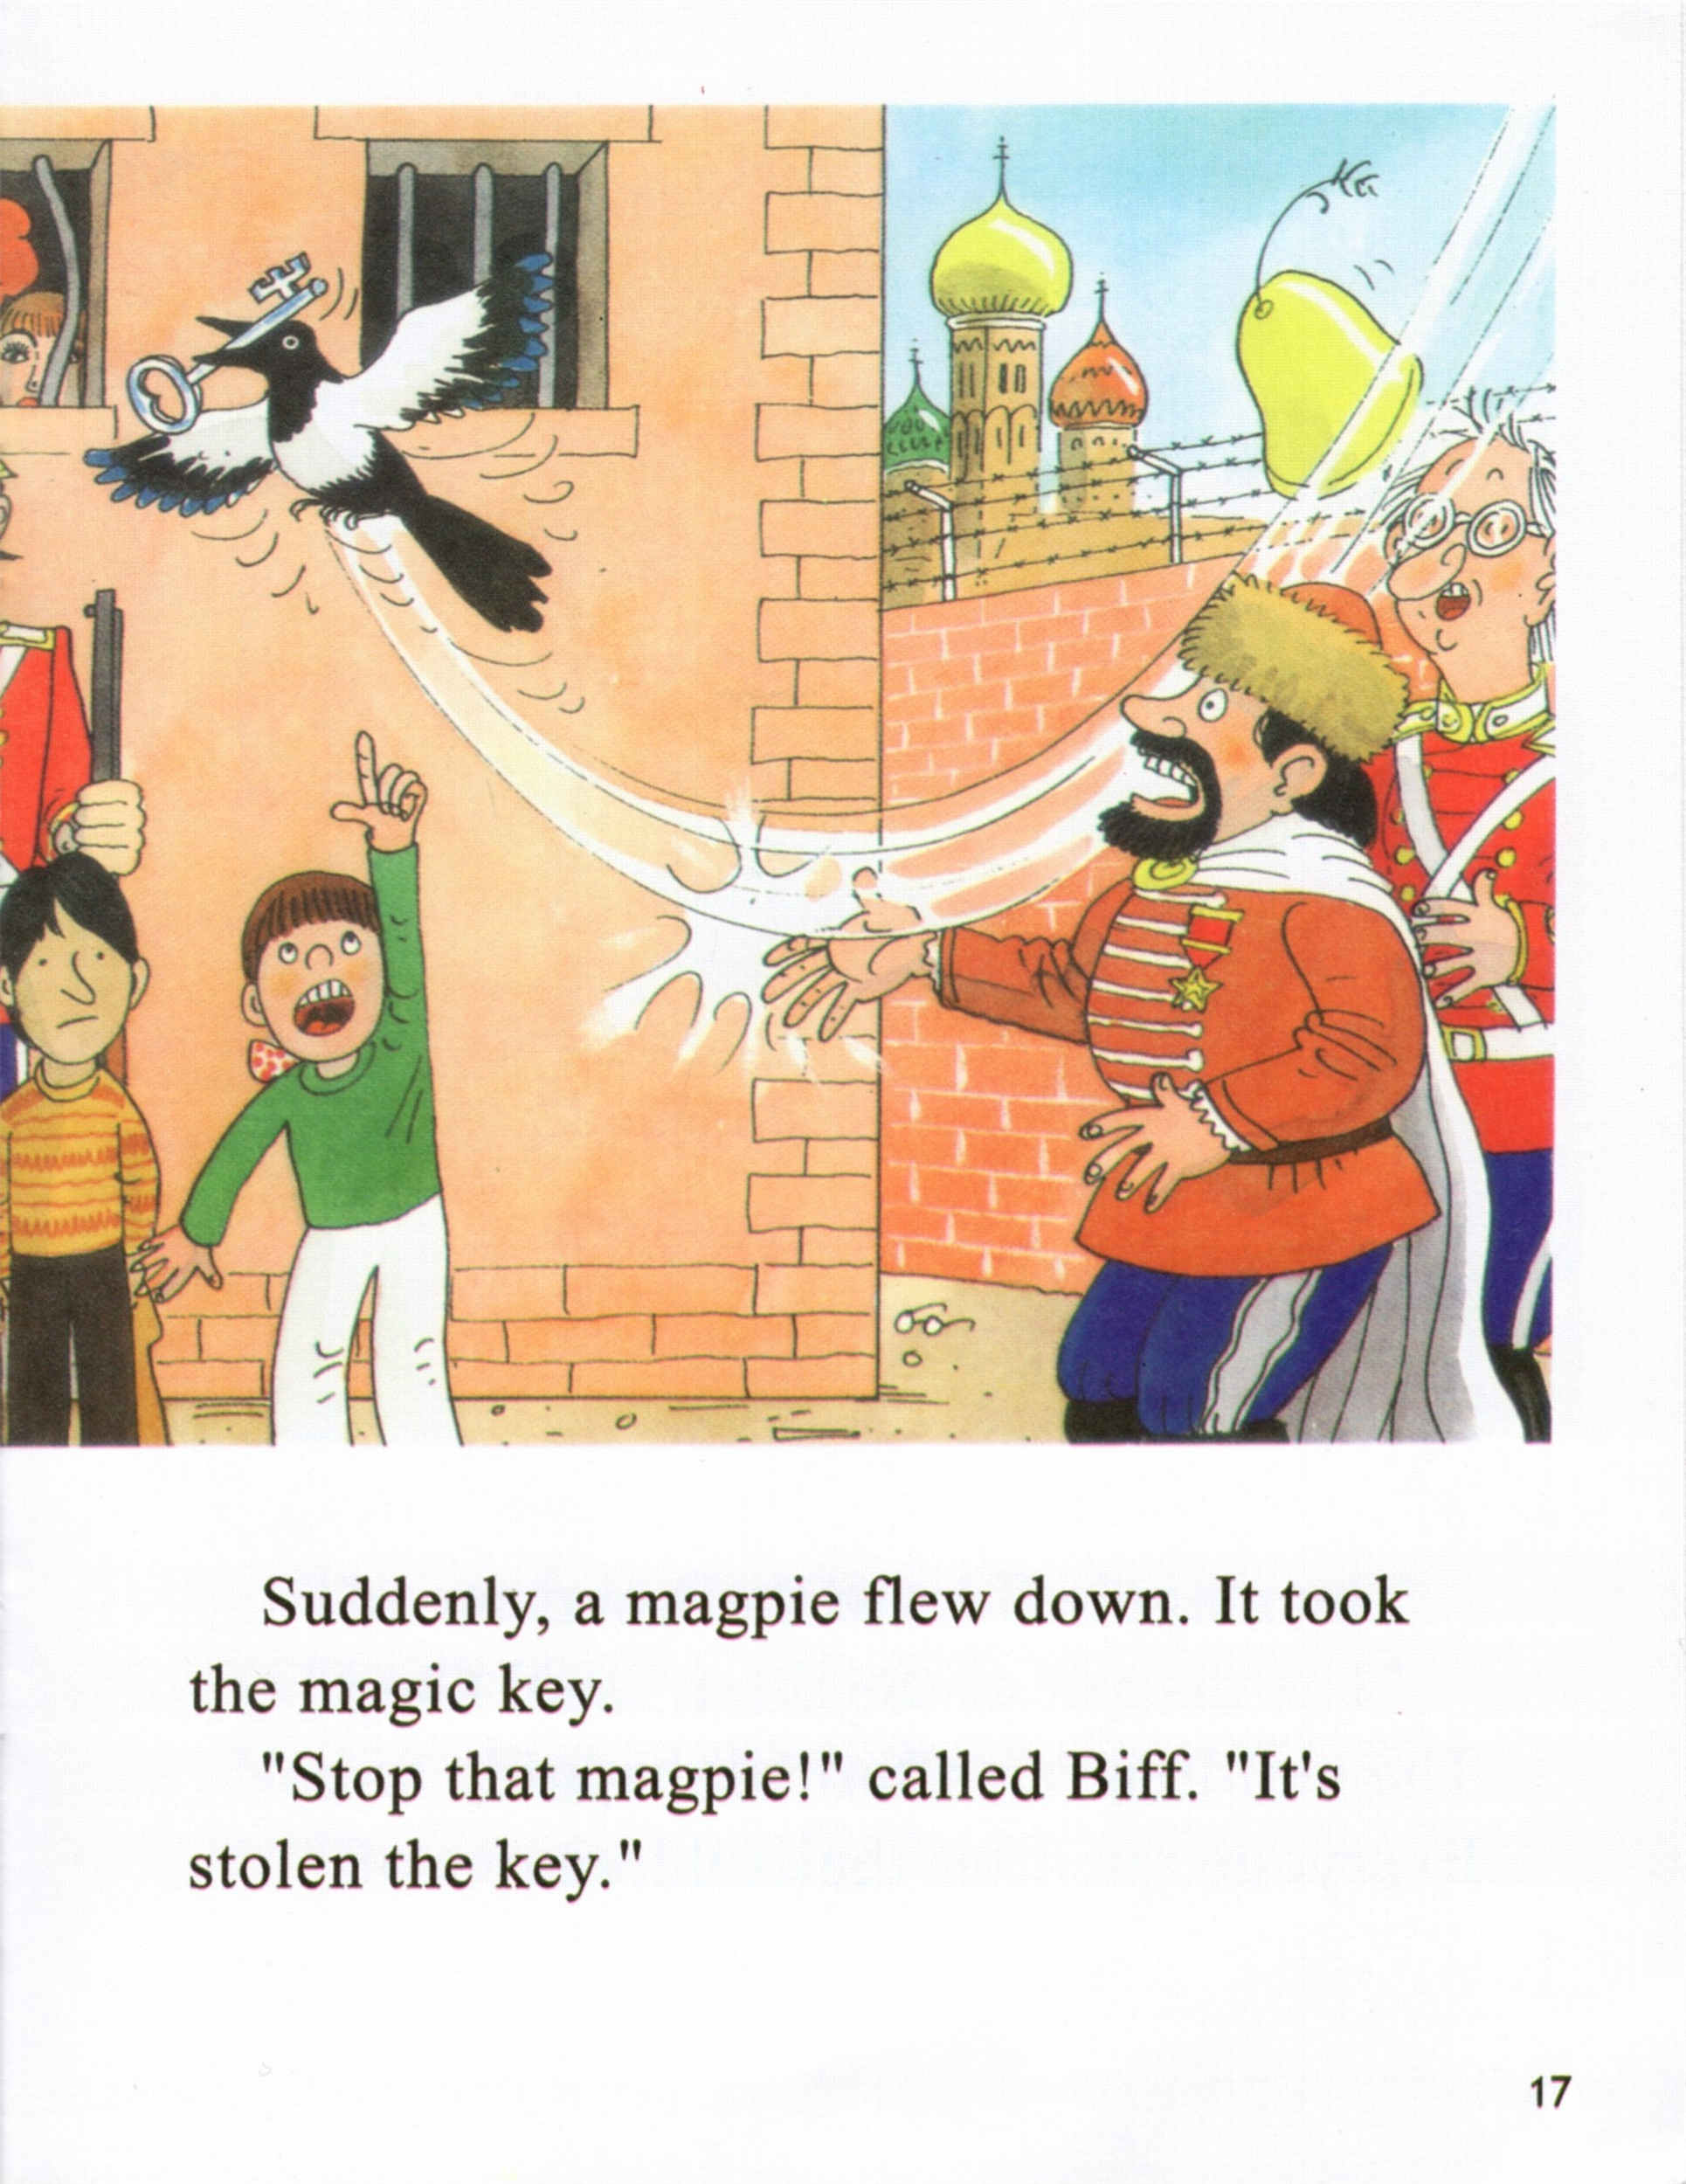 Suddenly, a magpie flew down. It took
the magic key.
"Stop that magpie!" called Biff. "It's
stolen the key."
17